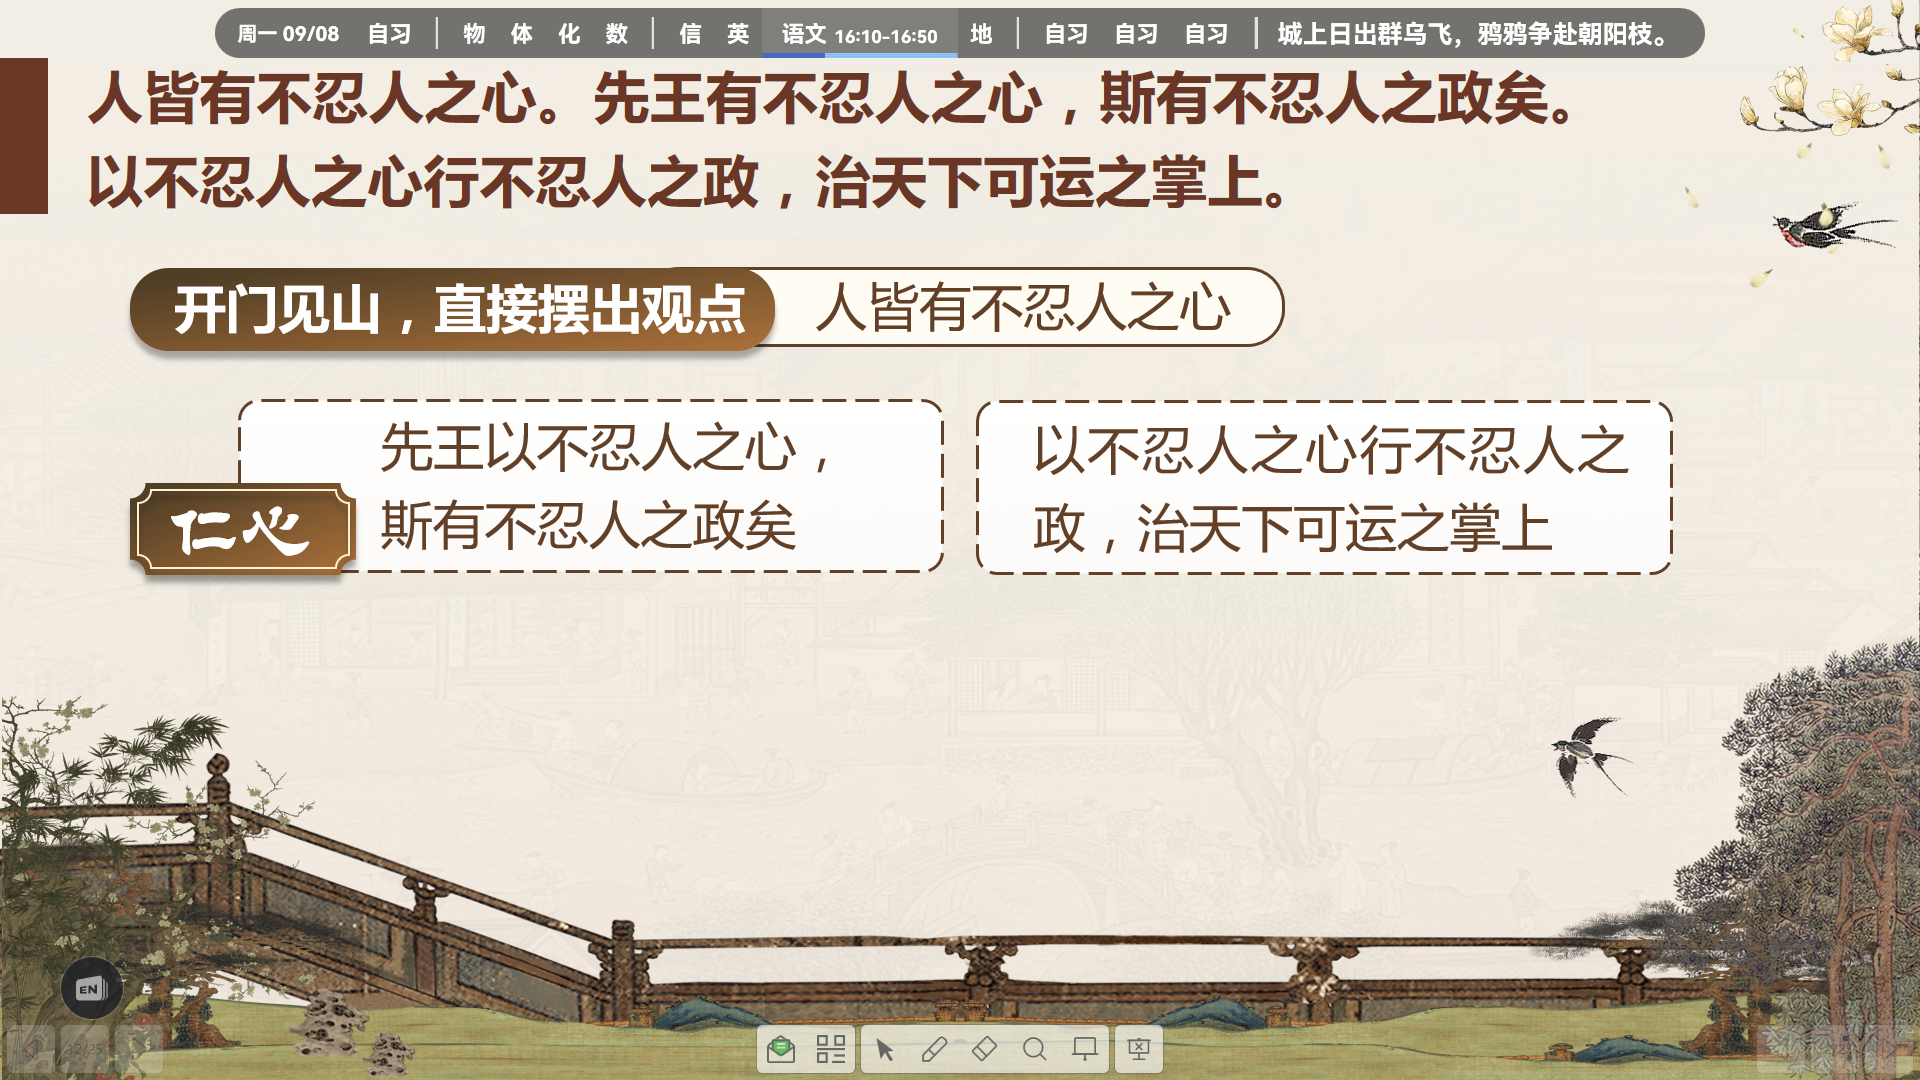 周一 09/08 自习 物 体 化 数 信 英 语文 16:10-16:50 地 自习 自习 自习 城上日出群乌飞，鸦鸦争赴朝阳枝。
人皆有不忍人之心。先王有不忍人之心，斯有不忍人之政矣。
以不忍人之心行不忍人之政，治天下可运之掌上。
开门见山，直接摆出观点 人皆有不忍人之心
先王以不忍人之心，
斯有不忍人之政矣
仁心
以不忍人之心行不忍人之
政，治天下可运之掌上
EN
12/25